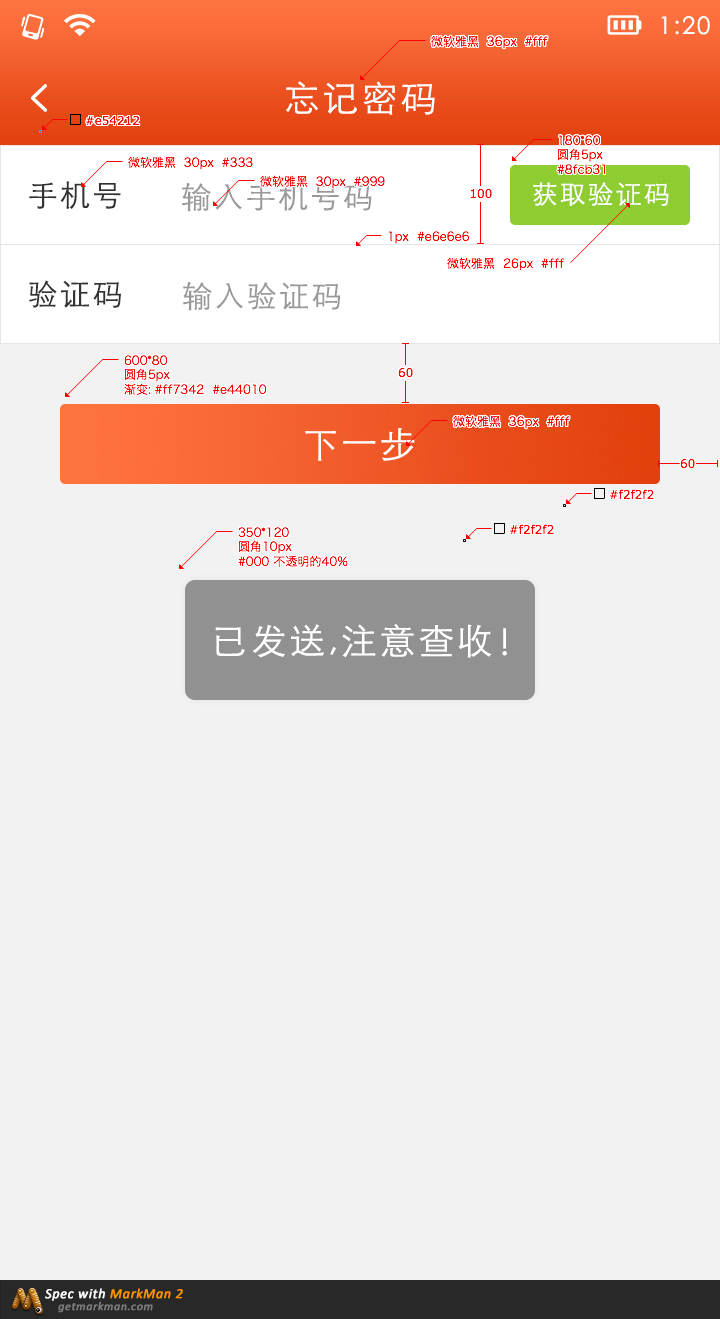 1:20
微软雅黑 36px #fff
忘记密码
#e54212
180*60
圆角5px
#8fcb31
微软雅黑 30px #333
微软雅黑 30px #999
手机号
输入手机号码
100
获取验证码
1px #e6e6e6
微软雅黑 26px #fff
验证码
输入验证码
600*80
圆角5px
渐变: #ff7342 #e44010
60
微软雅黑 36px #fff
下一步
60
#f2f2f2
#f2f2f2
350*120
圆角10px
#000 不透明的40%
已发送,注意查收!
Spec with MarkMan 2
getmarkman.com